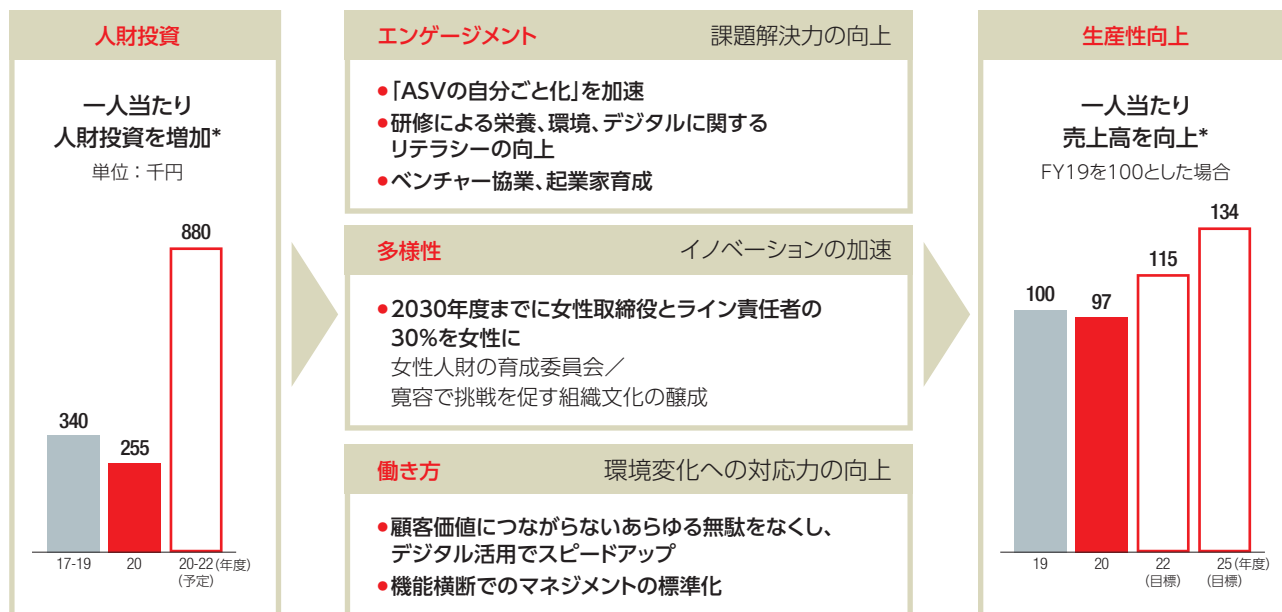 人財投資
一人当たり
人財投資を増加*
単位：千円
880
340
255
17-19
20
20-22(年度)
(予定)
エンゲージメント 課題解決力の向上
●「ASVの自分ごと化」を加速
●研修による栄養、環境、デジタルに関する
リテラシーの向上
●ベンチャー協業、起業家育成
多様性 イノベーションの加速
●2030年度までに女性取締役とライン責任者の
30%を女性に
女性人財の育成委員会／
寛容で挑戦を促す組織文化の醸成
働き方 環境変化への対応力の向上
●顧客価値につながらないあらゆる無駄をなくし、
デジタル活用でスピードアップ
●機能横断でのマネジメントの標準化
生産性向上
一人当たり
売上高を向上*
FY19を100とした場合
134
115
100
97
19
20
22
(目標)
25(年度)
(目標)